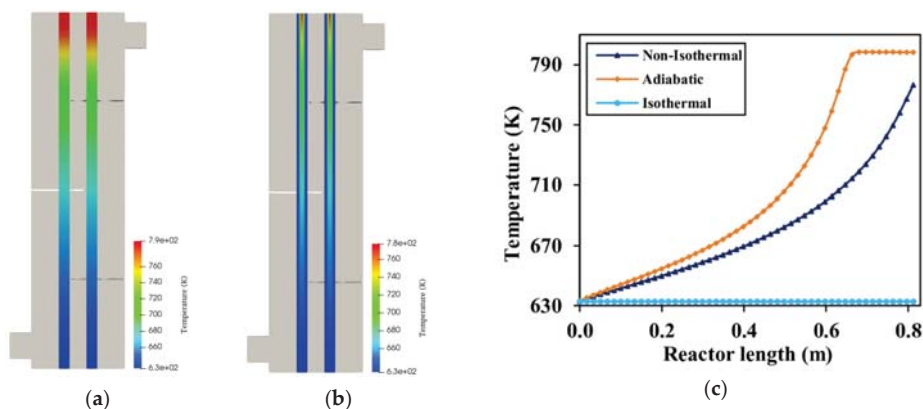 7.9e+02
760
740
720
700
680
660
6.3e+02
Temperature (K)
(a)
7.8e+02
760
740
720
700
680
660
6.3e+02
Temperature (K)
(b)
Non-Isothermal
Adiabatic
Isothermal
790
750
710
670
630
Temperature (K)
0.0 0.2 0.4 0.6 0.8
Reactor length (m)
(c)